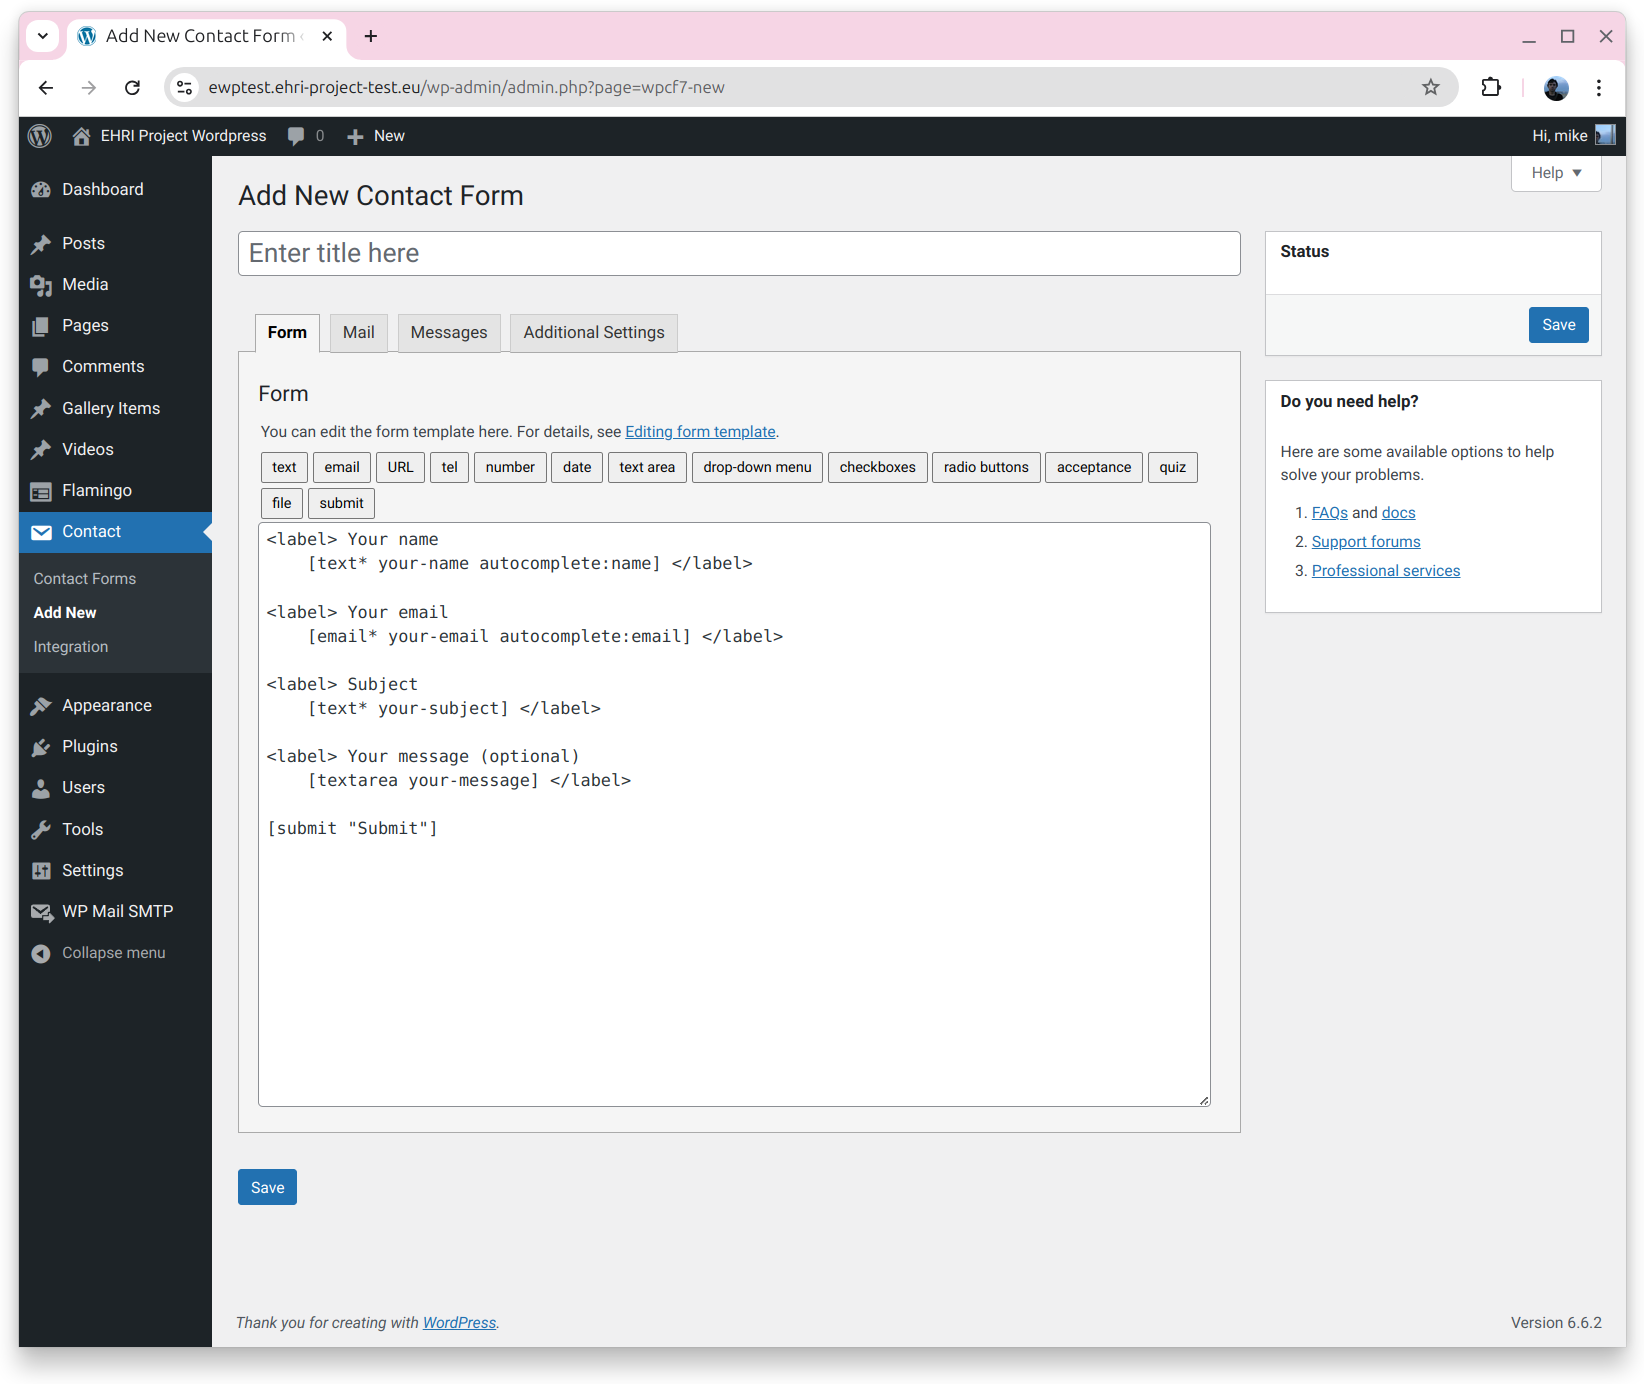 Add New Contact Form
ewptest.ehri-project-test.eu/wp-admin/admin.php?page=wpcf7-new
EHRI Project Wordpress
0
New
Hi, mike
Dashboard
Posts
Media
Pages
Comments
Gallery Items
Videos
Flamingo
Contact
Contact Forms
Add New
Integration
Appearance
Plugins
Users
Tools
Settings
WP Mail SMTP
Collapse menu
Help
Add New Contact Form
Enter title here
Form
Mail
Messages
Additional Settings
Form
You can edit the form template here. For details, see Editing form template.
text
email
URL
tel
number
date
text area
drop-down menu
checkboxes
radio buttons
acceptance
quiz
file
submit
<label> Your name
    [text* your-name autocomplete:name] </label>
<label> Your email
    [email* your-email autocomplete:email] </label>
<label> Subject
    [text* your-subject] </label>
<label> Your message (optional)
    [textarea your-message] </label>
[submit "Submit"]
Save
Status
Save
Do you need help?
Here are some available options to help
solve your problems.
1. FAQs and docs
2. Support forums
3. Professional services
Thank you for creating with WordPress.
Version 6.6.2